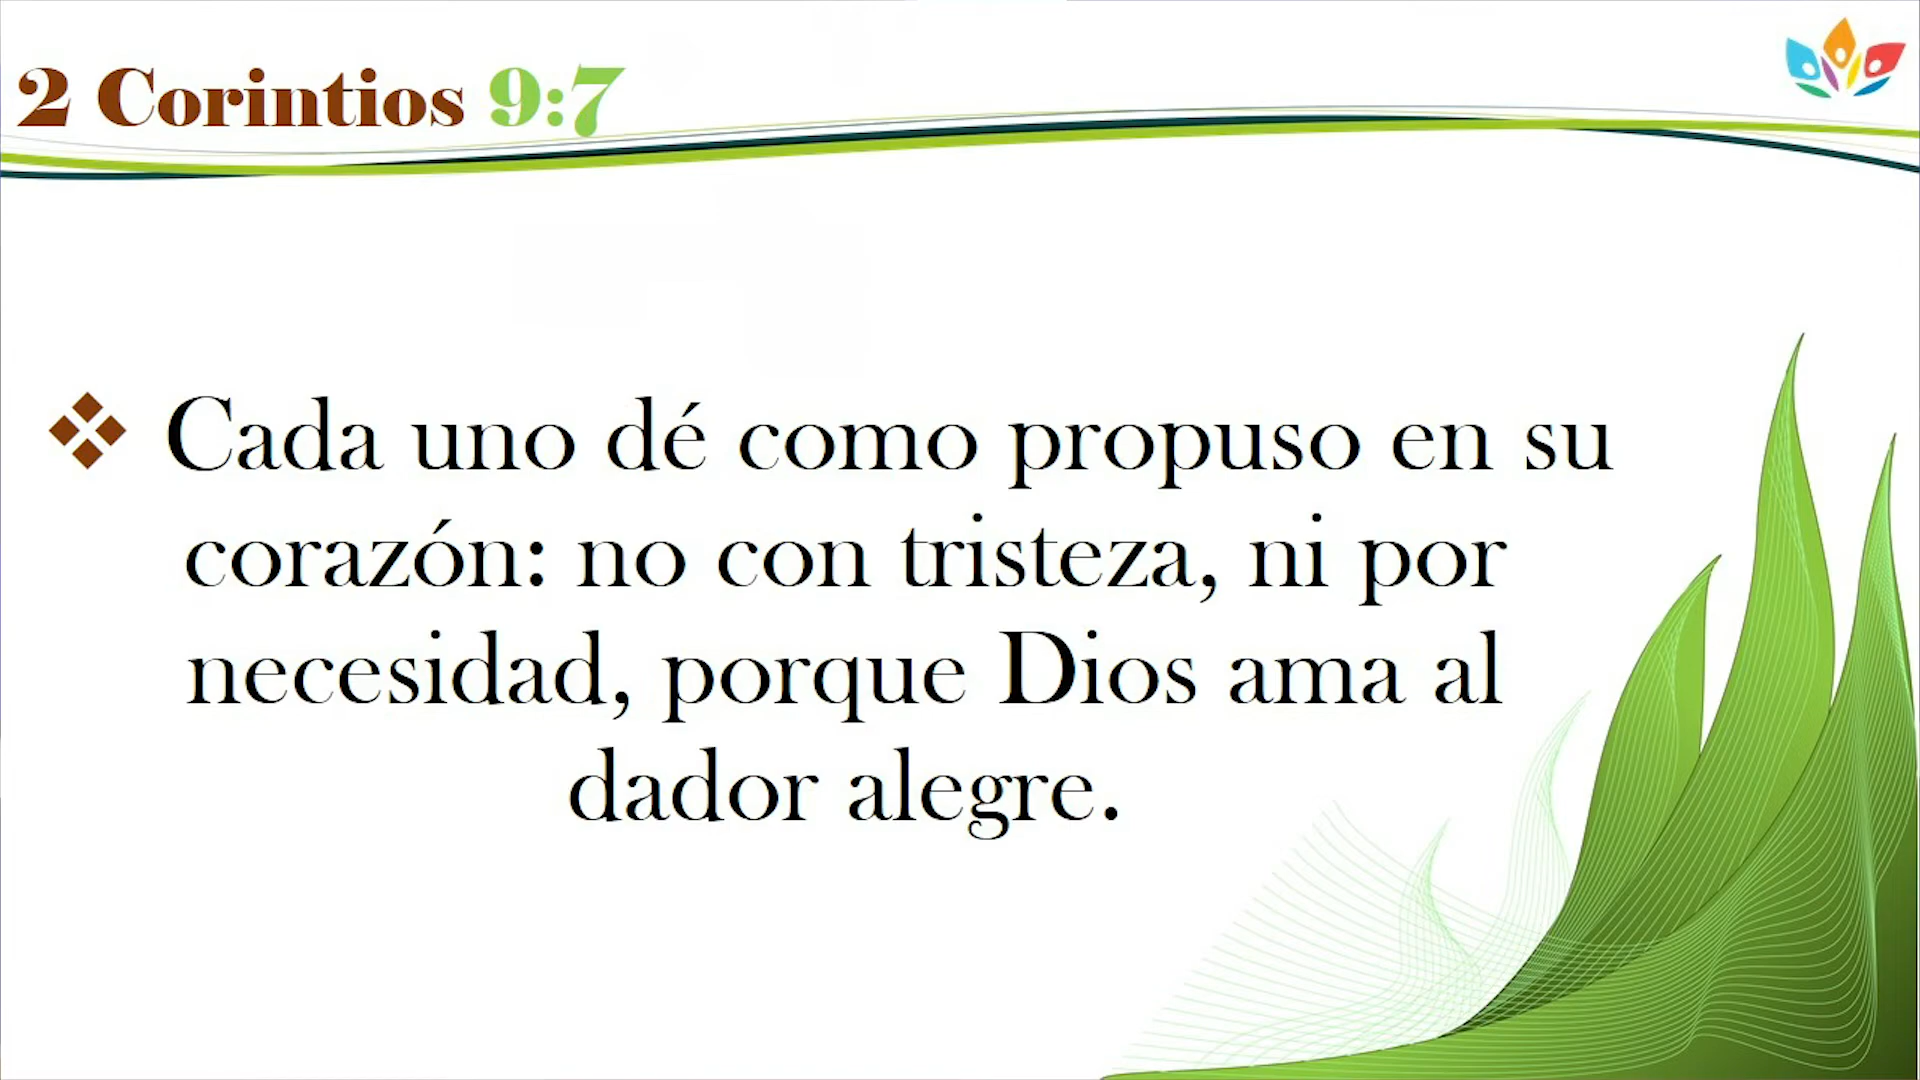 2 Corintios 9:7
Cada uno dé como propuso en su
corazón: no con tristeza, ni por
necesidad, porque Dios ama al
dador alegre.